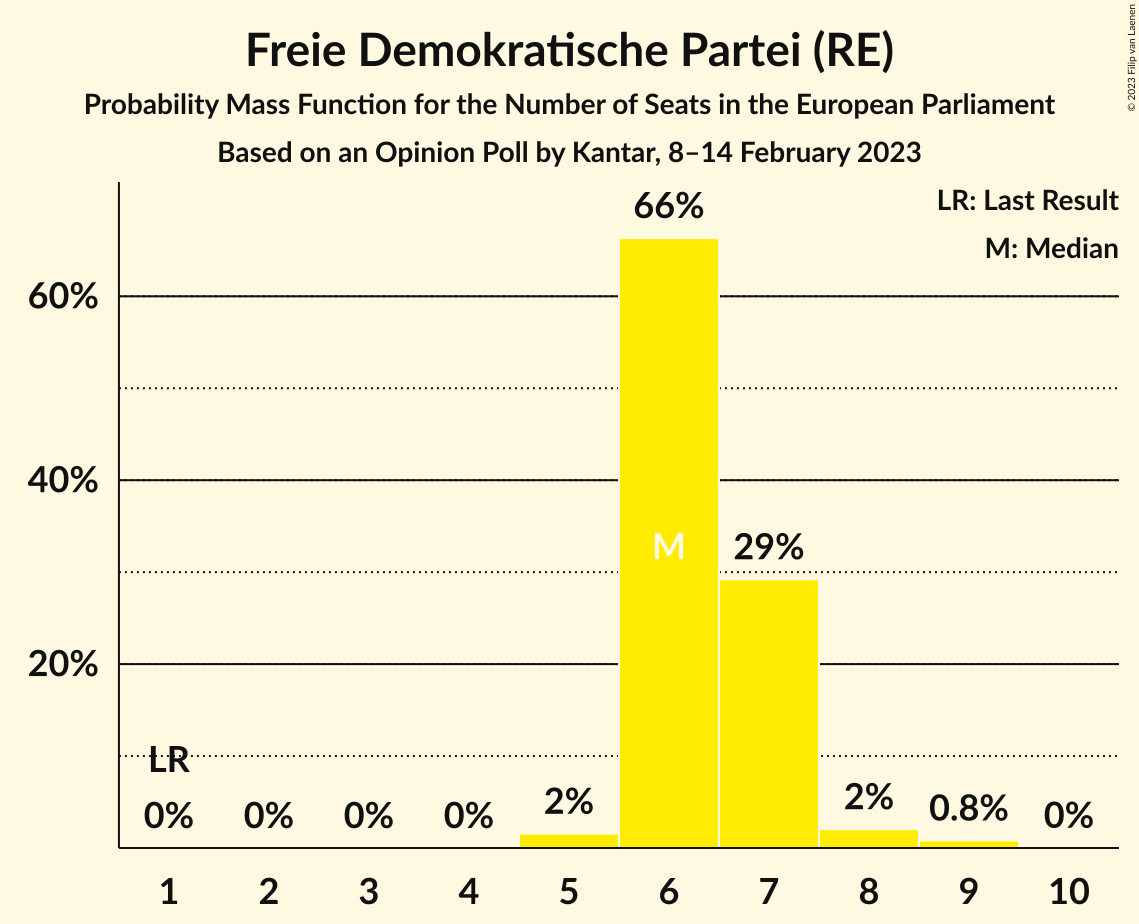 Freie Demokratische Partei (RE)
Probability Mass Function for the Number of Seats in the European Parliament
Based on an Opinion Poll by Kantar, 8–14 February 2023
© 2023 Filip van Laenen
LR: Last Result
M: Median
66%
60%
40%
M
29%
20%
LR
0%
0%
0%
0%
2%
2%
0.8%
0%
1 2 3 4 5 6 7 8 9 10